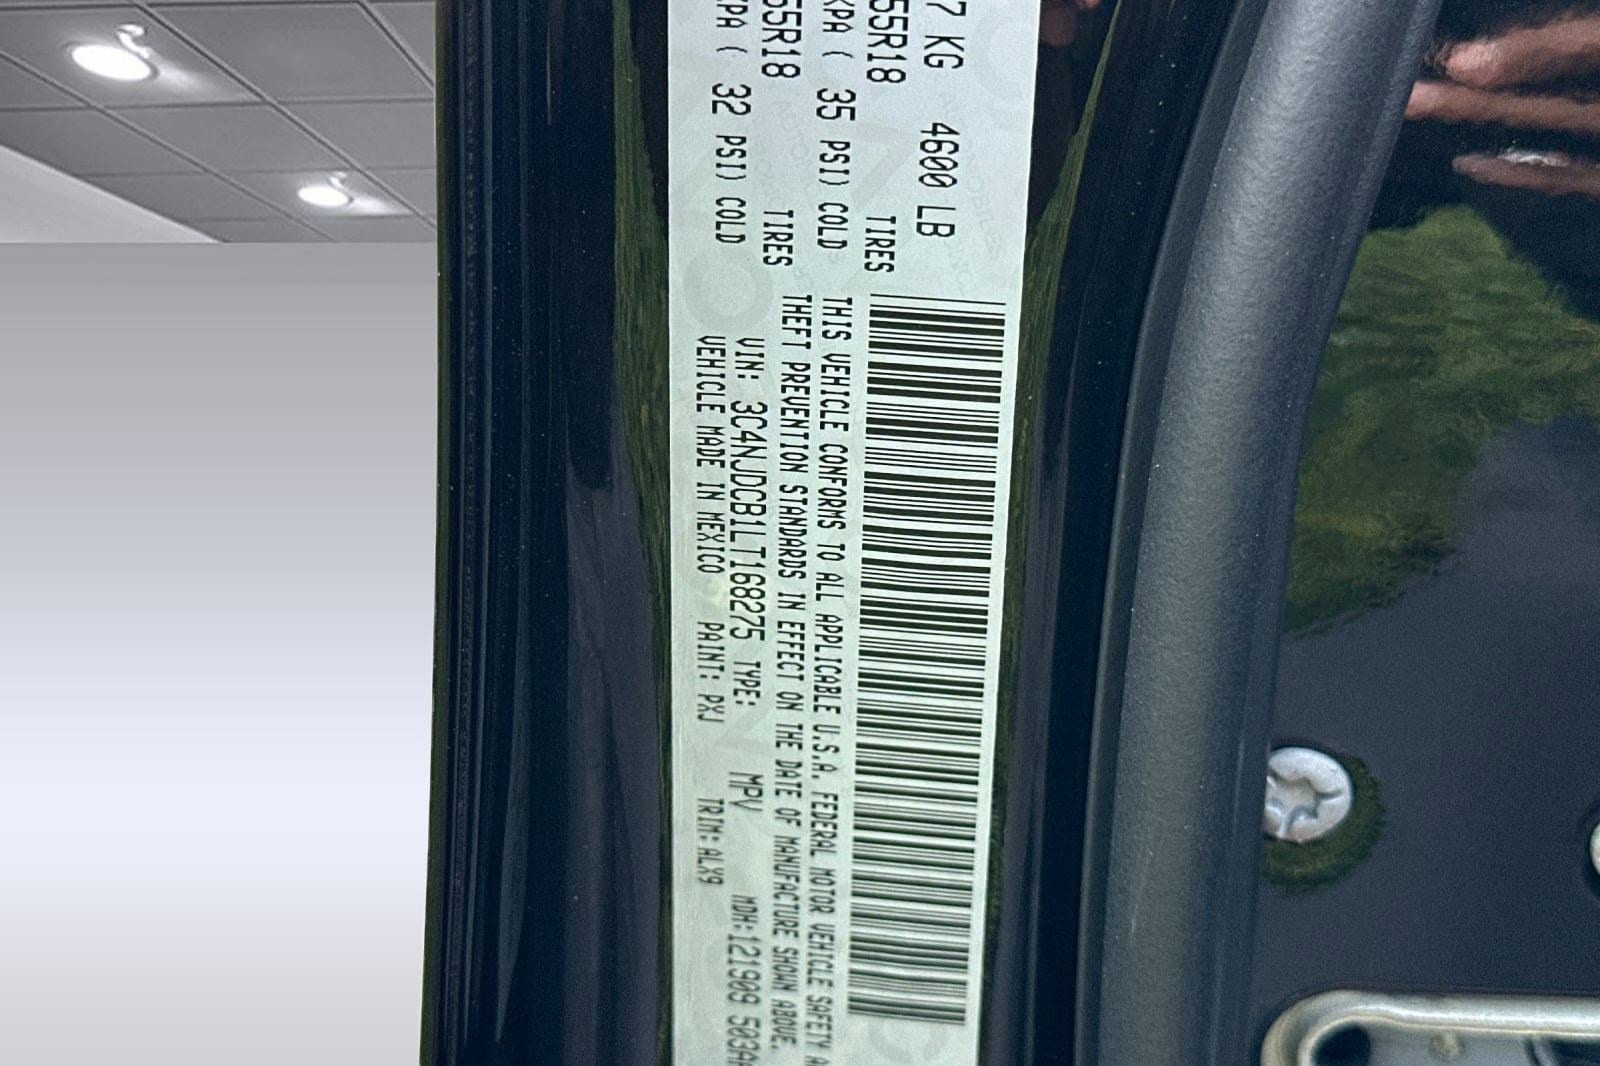 7 KG 4600 LB
55R18 TIRES
KPA ( 35 PSI) COLD
55R18 TIRES
KPA ( 32 PSI) COLD
THIS VEHICLE CONFORMS TO ALL APPLICABLE U.S.A. FEDERAL MOTOR VEHICLE SAFETY A
THEFT PREVENTION STANDARDS IN EFFECT ON THE DATE OF MANUFACTURE SHOWN ABOVE.
VIN: 3C4NJDCB1LT168275 TYPE: MPV MDH:121909 503A
VEHICLE MADE IN MEXICO PAINT: PXJ TRIM:ALX9